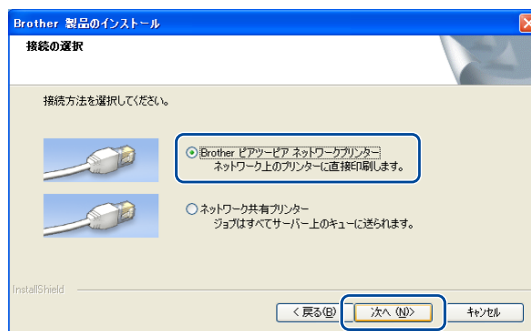 Brother 製品のインストール
接続の選択
接続方法を選択してください。
Brother ピアツーピア ネットワークプリンター
ネットワーク上のプリンターに直接印刷します。
ネットワーク共有プリンター
ジョブはすべてサーバー上のキューに送られます。
InstallShield
< 戻る(B)
次へ (N)>
キャンセル